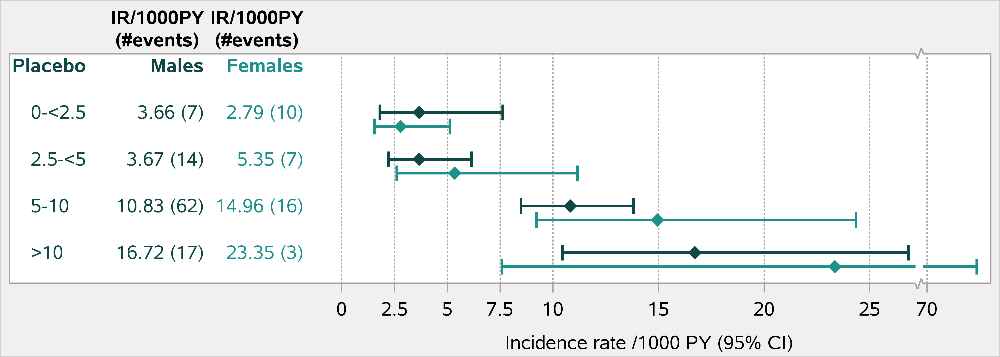 IR/1000PY IR/1000PY
(#events) (#events)
Placebo Males Females
0-<2.5 3.66 (7) 2.79 (10)
2.5-<5 3.67 (14) 5.35 (7)
5-10 10.83 (62) 14.96 (16)
>10 16.72 (17) 23.35 (3)
0 2.5 5 7.5 10 15 20 25 70
Incidence rate /1000 PY (95% CI)